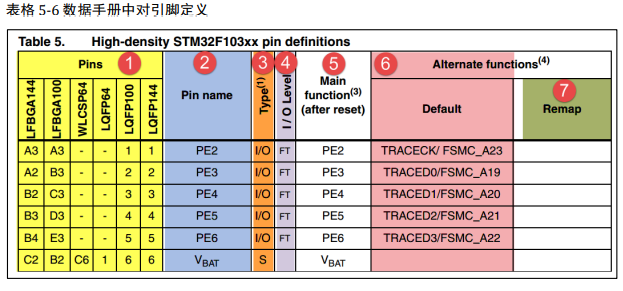 表格 5-6 数据手册中对引脚定义
Table 5. High-density STM32F103xx pin definitions
Pins 1 2 3 4 5 6 Alternate functions(4)
LFBGA144 LFBGA100 WLCSP64 LQFP64 LQFP100 LQFP144 Pin name Type(1) I / O Level Main function(3) (after reset) Default 7 Remap
A3 A3 - - 1 1 PE2 I/O FT PE2 TRACECK/ FSMC_A23
A2 B3 - - 2 2 PE3 I/O FT PE3 TRACED0/FSMC_A19
B2 C3 - - 3 3 PE4 I/O FT PE4 TRACED1/FSMC_A20
B3 D3 - - 4 4 PE5 I/O FT PE5 TRACED2/FSMC_A21
B4 E3 - - 5 5 PE6 I/O FT PE6 TRACED3/FSMC_A22
C2 B2 C6 1 6 6 VBAT S VBAT